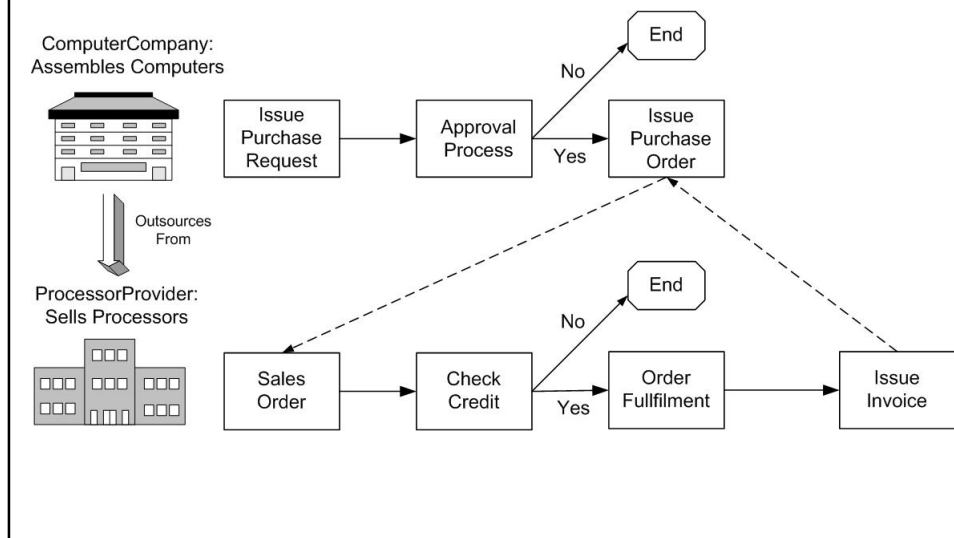 ComputerCompany:
Assembles Computers
End
No
Issue
Purchase
Request
Approval
Process
Yes
Issue
Purchase
Order
Outsources
From
ProcessorProvider:
Sells Processors
End
No
Sales
Order
Check
Credit
Yes
Order
Fullfilment
Issue
Invoice